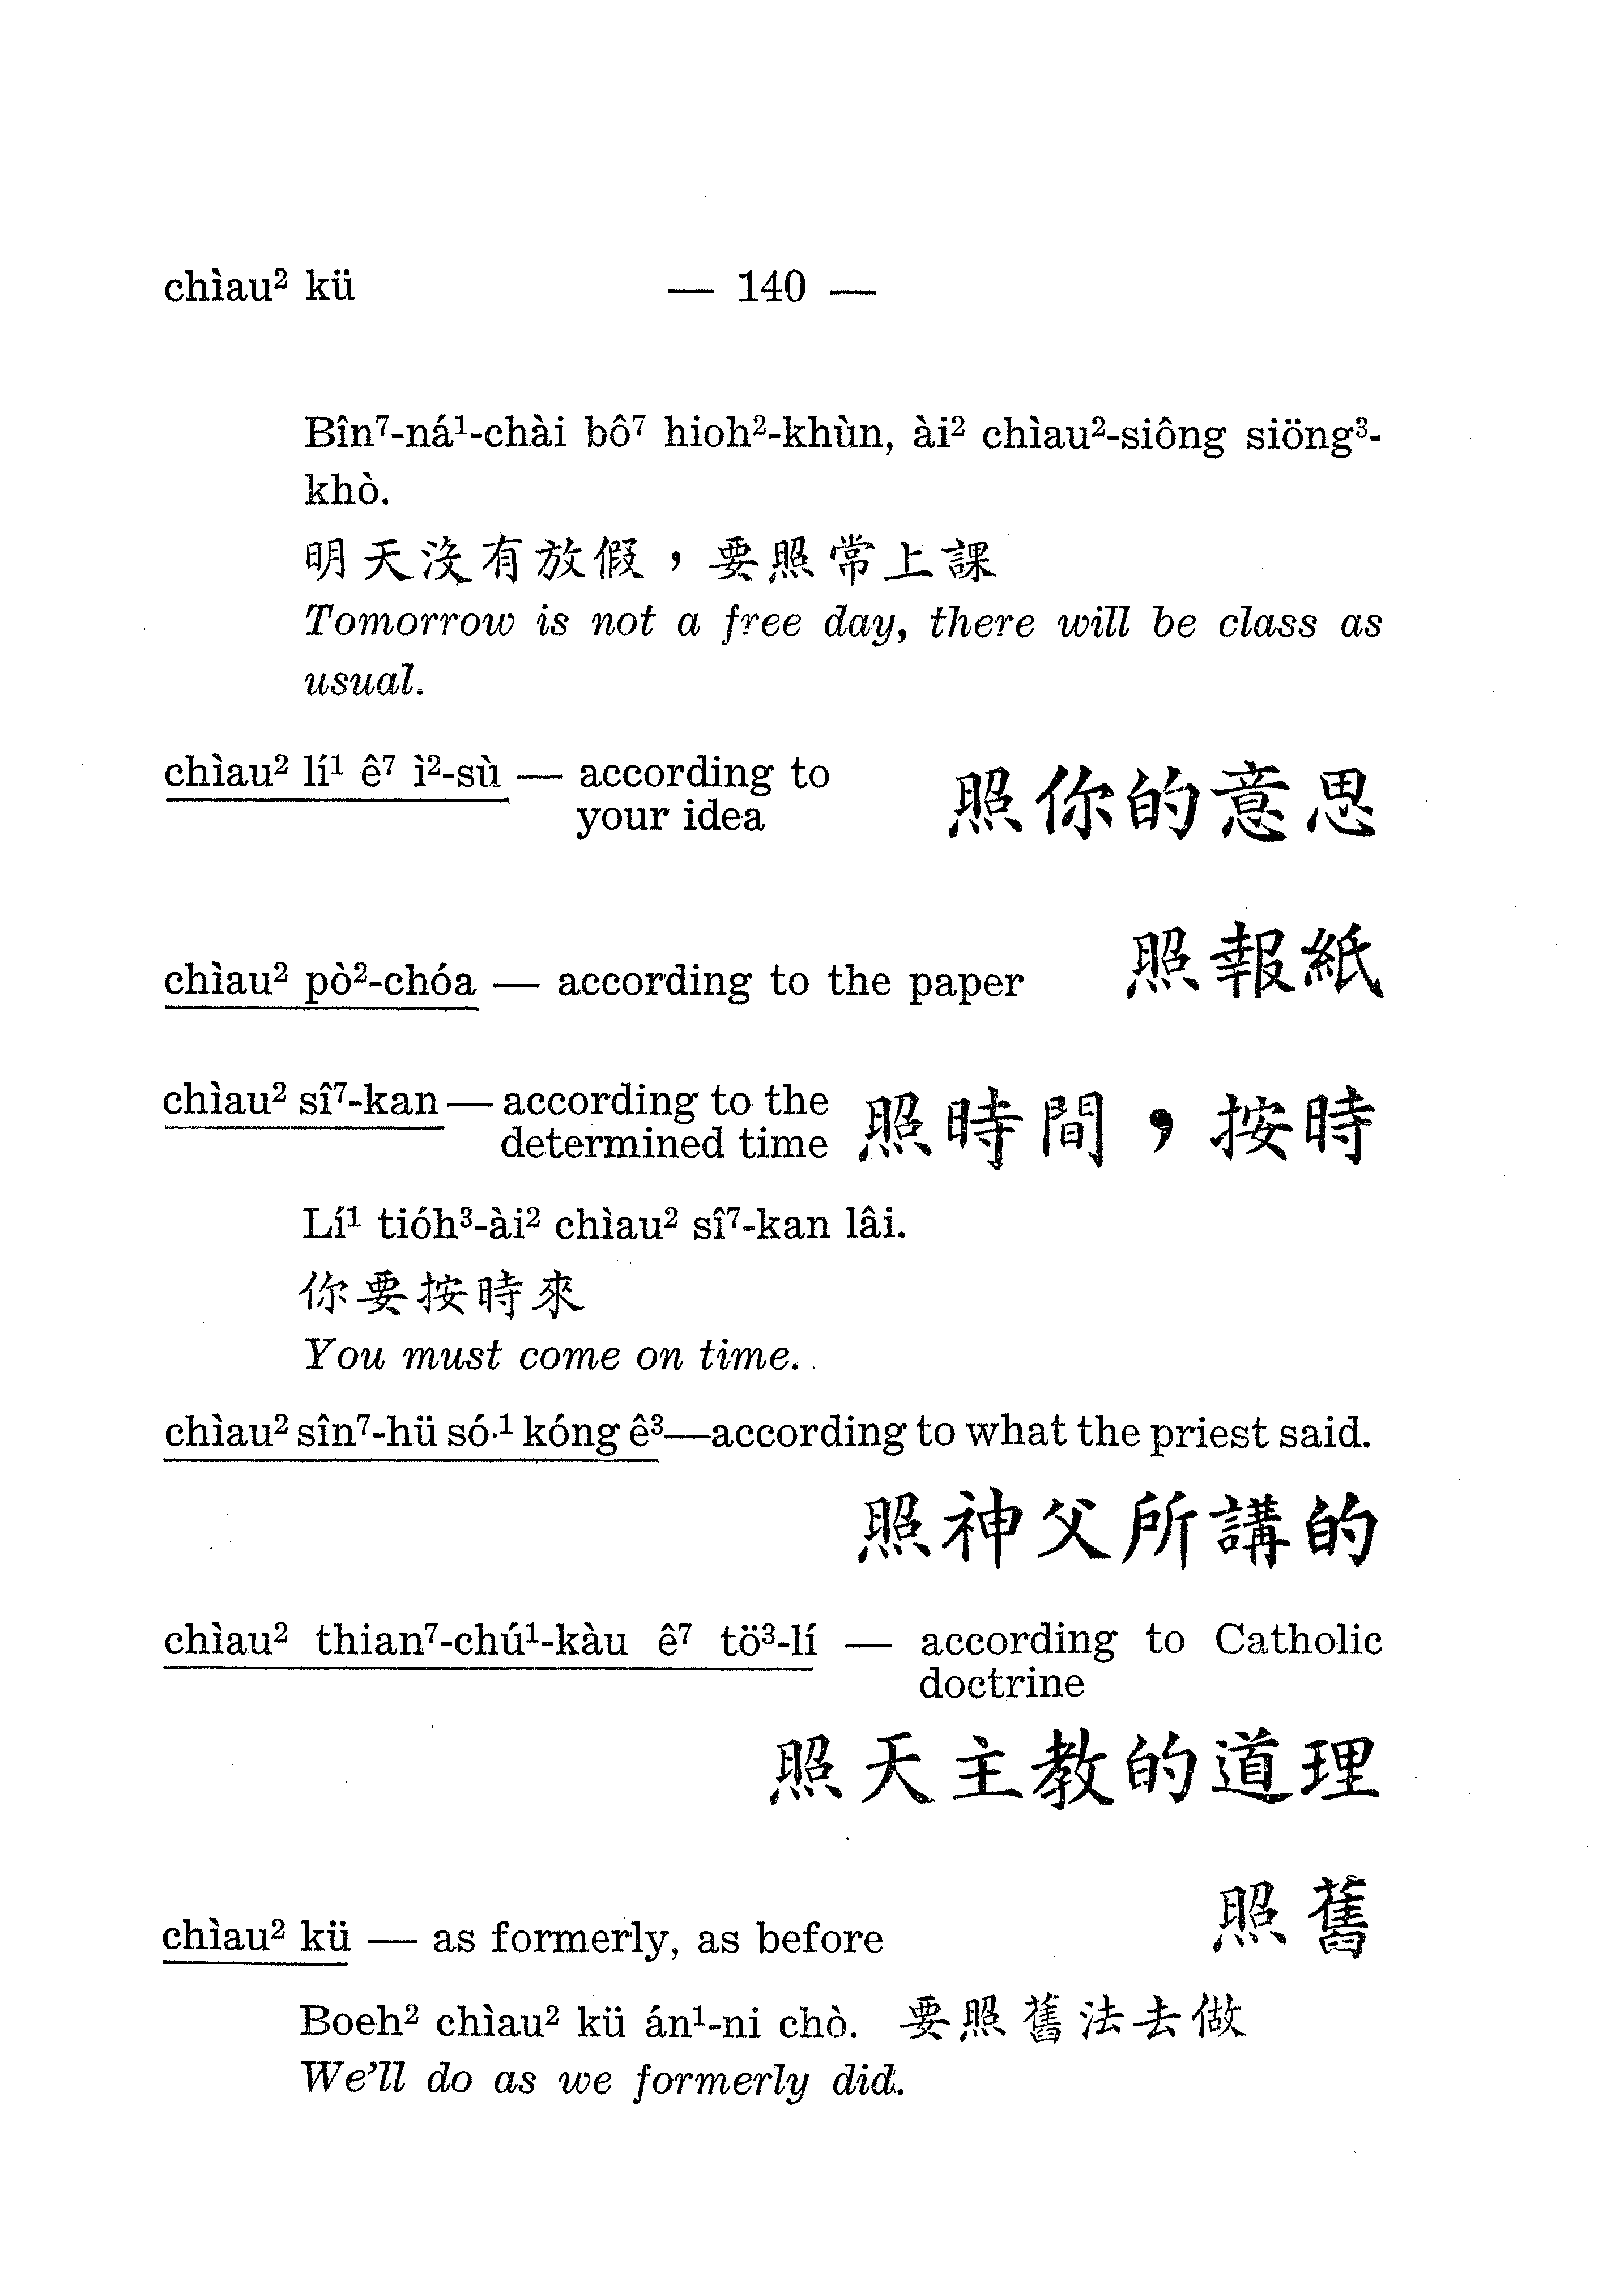 chìau² kü — 140 —
Bîn⁷-ná¹-chài bô⁷ hioh²-khùn, ài² chìau²-siông siöng³-
khò.
明天沒有放假，要照常上課
Tomorrow is not a free day, there will be class as
usual.
chìau² lí¹ ê⁷ ì²-sù — according to
your idea
照你的意思
照報紙
chìau² pò²-chóa — according to the paper
chìau² sî⁷-kan — according to the
determined time
照時間，按時
Lí¹ tióh³-ài² chìau² sî⁷-kan lâi.
你要按時來
You must come on time.
chìau² sîn⁷-hü só·¹ kóng ê³—according to what the priest said.
照神父所講的
chìau² thian⁷-chú¹-kàu ê⁷ tö³-lí — according to Catholic
doctrine
照天主教的道理
照舊
chìau² kü — as formerly, as before
Boeh² chìau² kü án¹-ni chò. 要照舊法去做
We'll do as we formerly did.